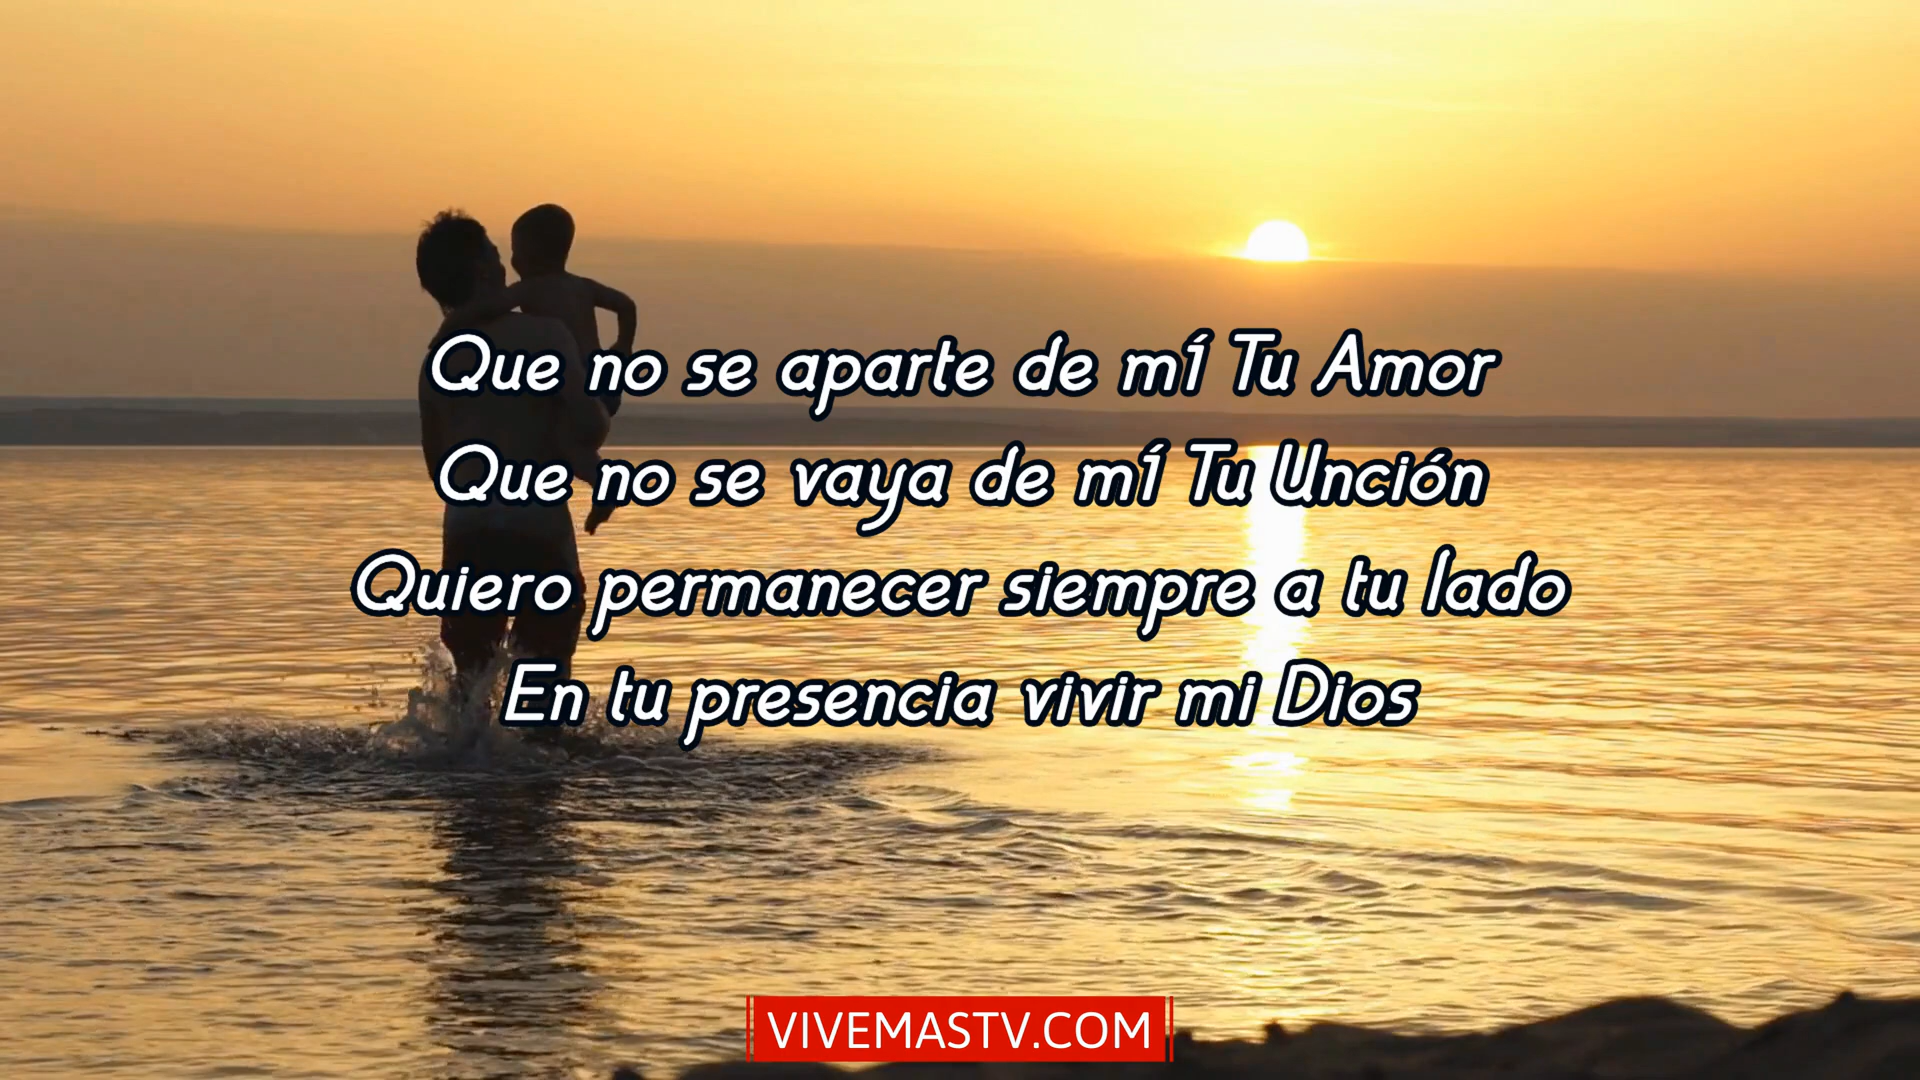 Que no se aparte de mí Tu Amor
Que no se vaya de mí Tu Unción
Quiero permanecer siempre a tu lado
En tu presencia vivir mi Dios
VIVEMASTV.COM